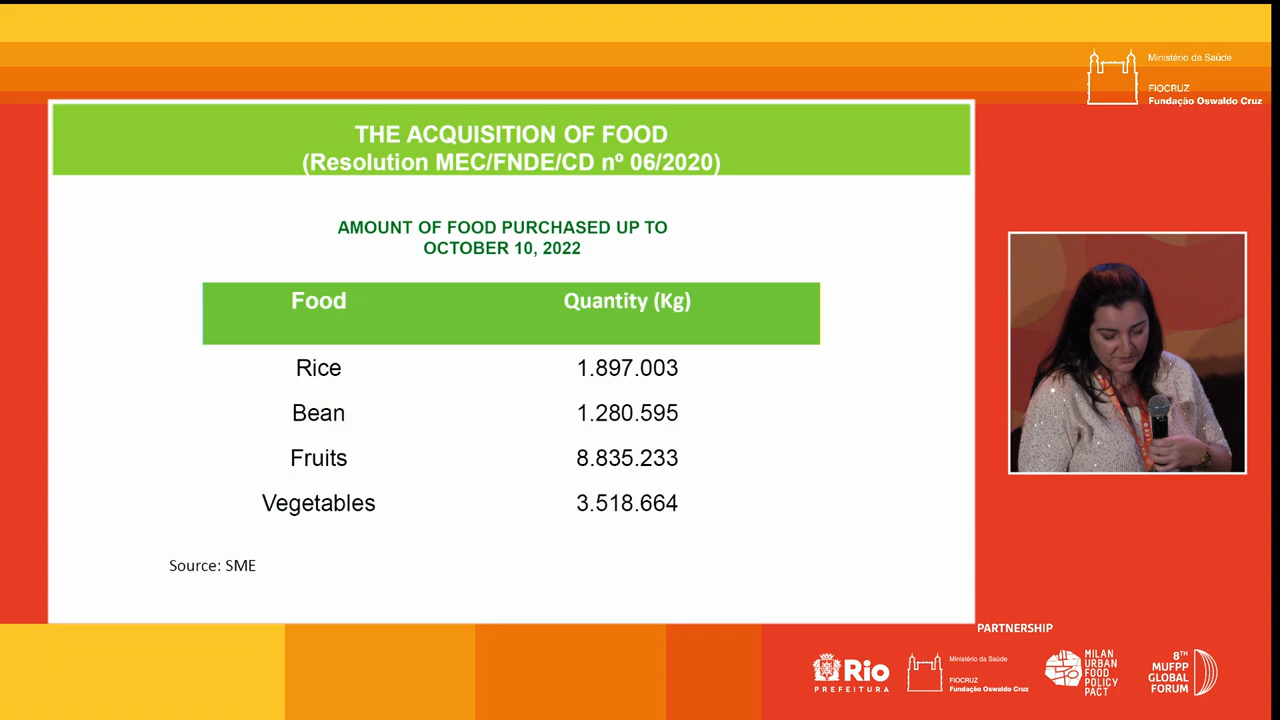 Ministério da Saúde
FIOCRUZ
Fundação Oswaldo Cruz
THE ACQUISITION OF FOOD
(Resolution MEC/FNDE/CD nº 06/2020)
AMOUNT OF FOOD PURCHASED UP TO
OCTOBER 10, 2022
Food Quantity (Kg)
Rice 1.897.003
Bean 1.280.595
Fruits 8.835.233
Vegetables 3.518.664
Source: SME
PARTNERSHIP
Rio
PREFEITURA
Ministério da Saúde
FIOCRUZ
Fundação Oswaldo Cruz
MILAN
URBAN
FOOD
POLICY
PACT
8TH
MUFPP
GLOBAL
FORUM